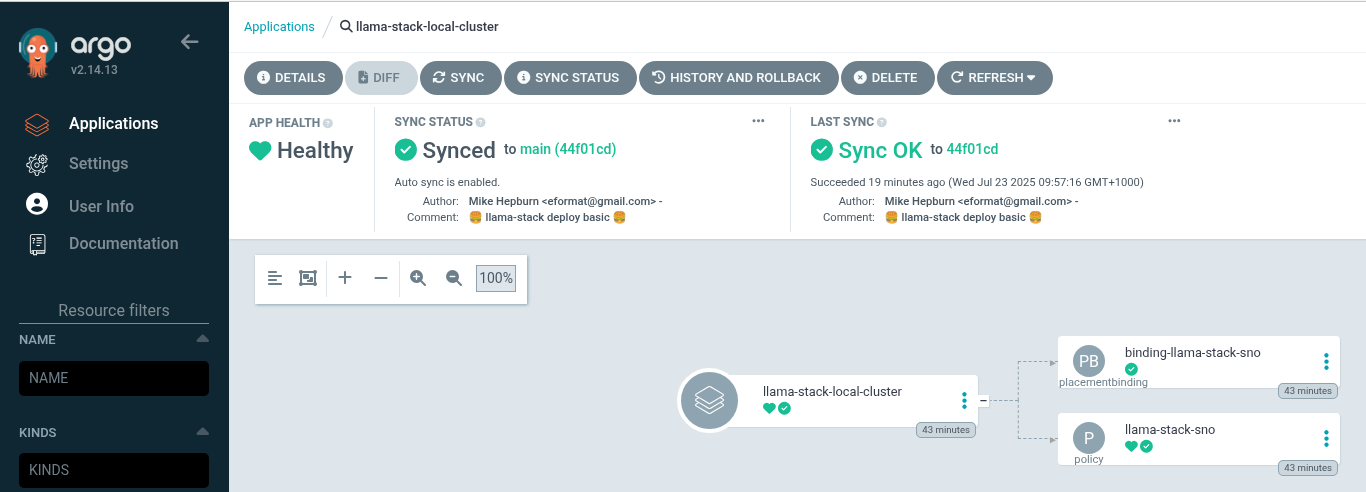 argo
v2.14.13
Applications
Settings
User Info
Documentation
Resource filters
NAME
NAME
KINDS
KINDS
Applications / llama-stack-local-cluster
DETAILS DIFF SYNC SYNC STATUS HISTORY AND ROLLBACK DELETE REFRESH
APP HEALTH
Healthy
SYNC STATUS
Synced to main (44f01cd)
Auto sync is enabled.
Author: Mike Hepburn <eformat@gmail.com> -
Comment: 🍔 llama-stack deploy basic 🍔
LAST SYNC
Sync OK to 44f01cd
Succeeded 19 minutes ago (Wed Jul 23 2025 09:57:16 GMT+1000)
Author: Mike Hepburn <eformat@gmail.com> -
Comment: 🍔 llama-stack deploy basic 🍔
100%
llama-stack-local-cluster
43 minutes
PB
placementbinding
binding-llama-stack-sno
43 minutes
P
policy
llama-stack-sno
43 minutes